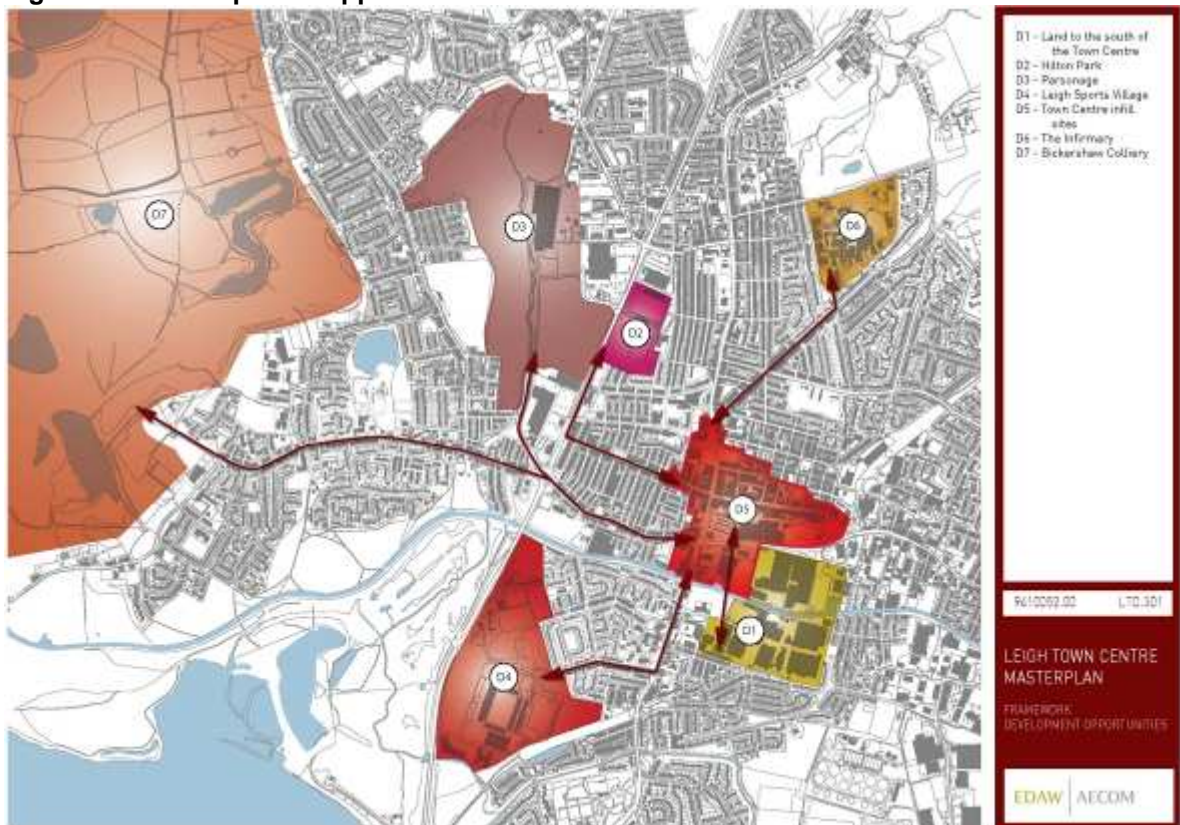 D7
D3
D6
D2
D5
D1
D4
D1 - Land to the south of
the Town Centre
D2 - Hilton Park
D3 - Parsonage
D4 - Leigh Sports Village
D5 - Town Centre infill
sites
D6 - The Infirmary
D7 - Bickershaw Colliery
LEIGH TOWN CENTRE
MASTERPLAN
FRAMEWORK
DEVELOPMENT OPPORTUNITIES
EDAW AECOM